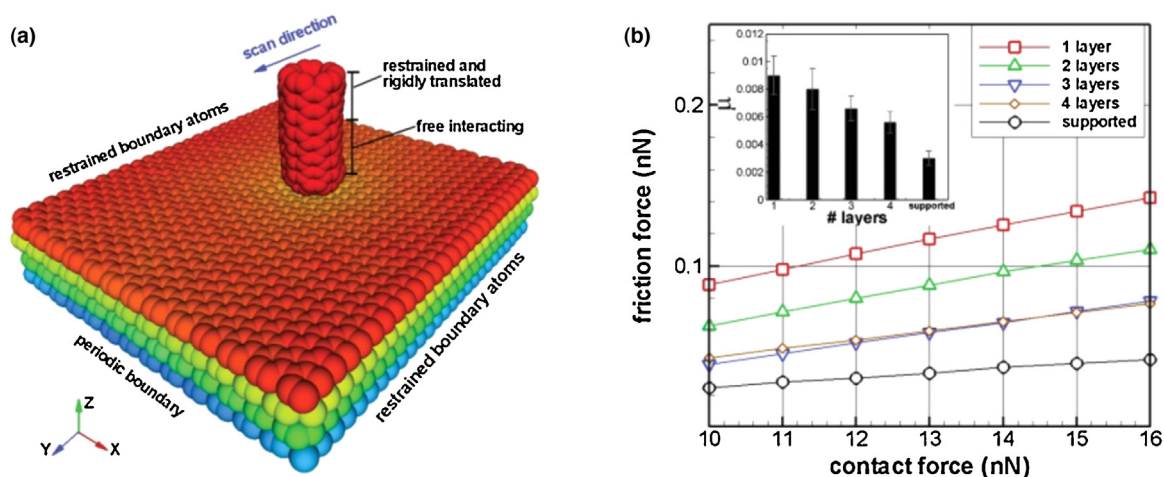 (a)
scan direction
restrained and
rigidly translated
free interacting
restrained boundary atoms
periodic boundary
restrained boundary atoms
Z
Y
X
(b)
friction force (nN)
0.2
0.1
10
11
12
13
14
15
16
contact force (nN)
μ
0.012
0.01
0.008
0.006
0.004
0.002
0
1
2
3
4
supported
# layers
1 layer
2 layers
3 layers
4 layers
supported